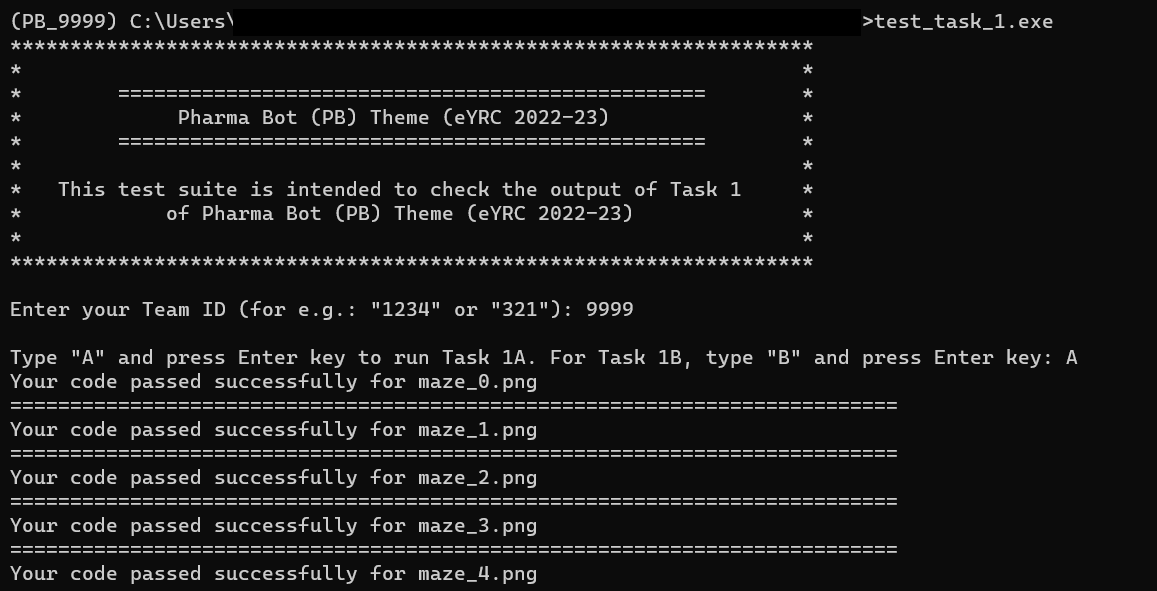 (PB_9999) C:\Users\ >test_task_1.exe
*******************************************************************
* *
* ================================================= *
* Pharma Bot (PB) Theme (eYRC 2022-23) *
* ================================================= *
* *
* This test suite is intended to check the output of Task 1 *
* of Pharma Bot (PB) Theme (eYRC 2022-23) *
* *
*******************************************************************
Enter your Team ID (for e.g.: "1234" or "321"): 9999
Type "A" and press Enter key to run Task 1A. For Task 1B, type "B" and press Enter key: A
Your code passed successfully for maze_0.png
==========================================================================
Your code passed successfully for maze_1.png
==========================================================================
Your code passed successfully for maze_2.png
==========================================================================
Your code passed successfully for maze_3.png
==========================================================================
Your code passed successfully for maze_4.png